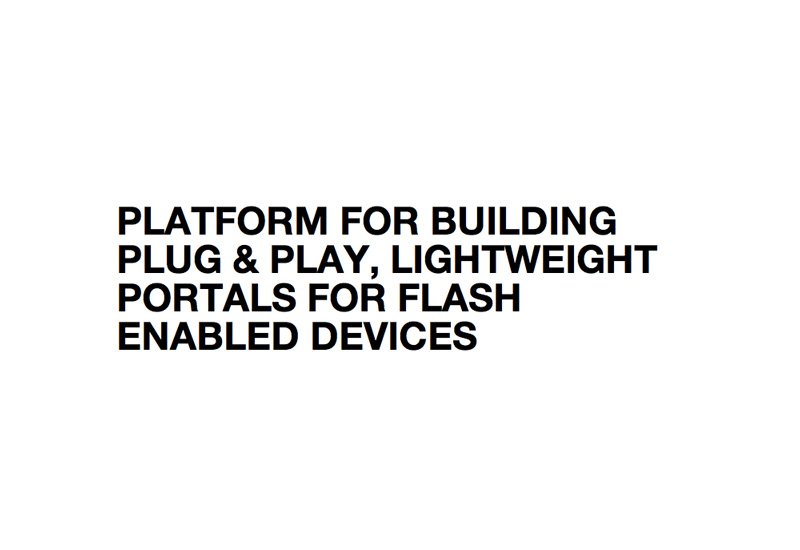 PLATFORM FOR BUILDING
PLUG & PLAY, LIGHTWEIGHT
PORTALS FOR FLASH
ENABLED DEVICES